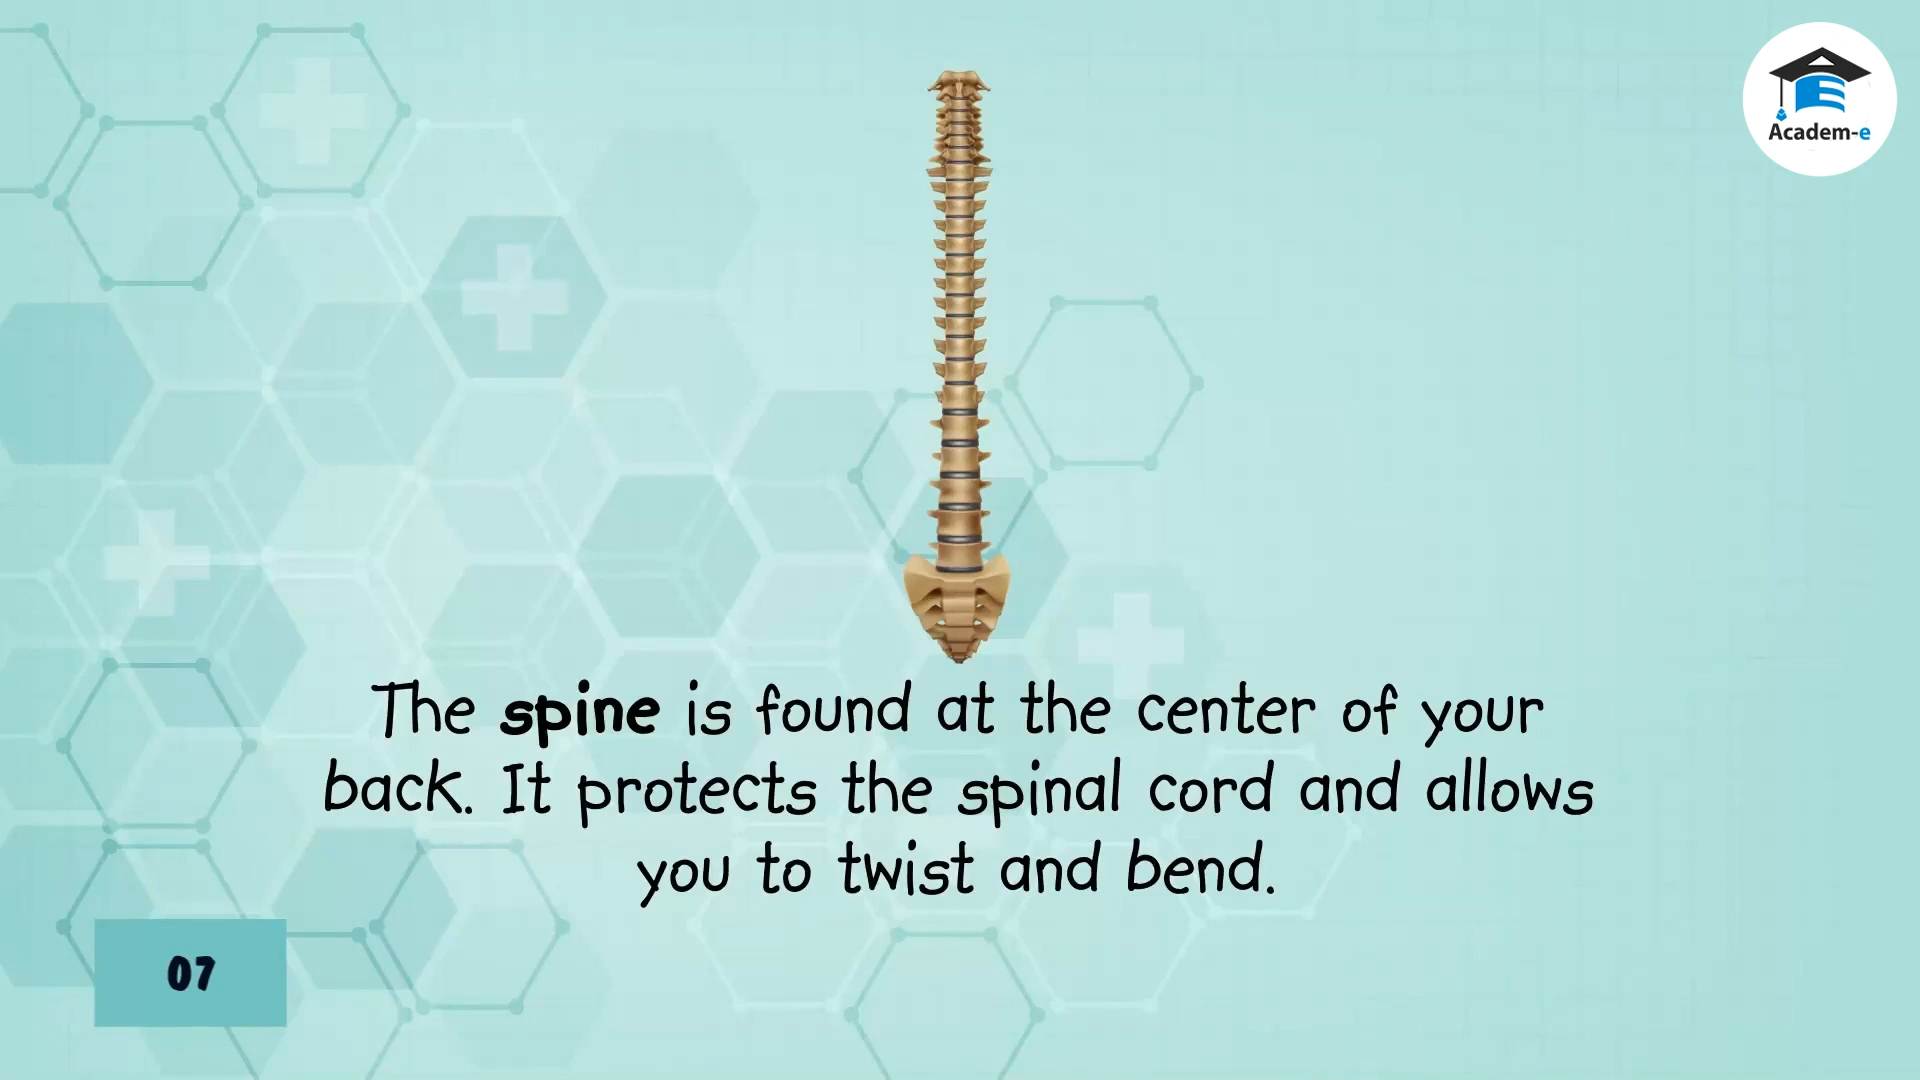 Academ-e
The spine is found at the center of your
back. It protects the spinal cord and allows
you to twist and bend.
07